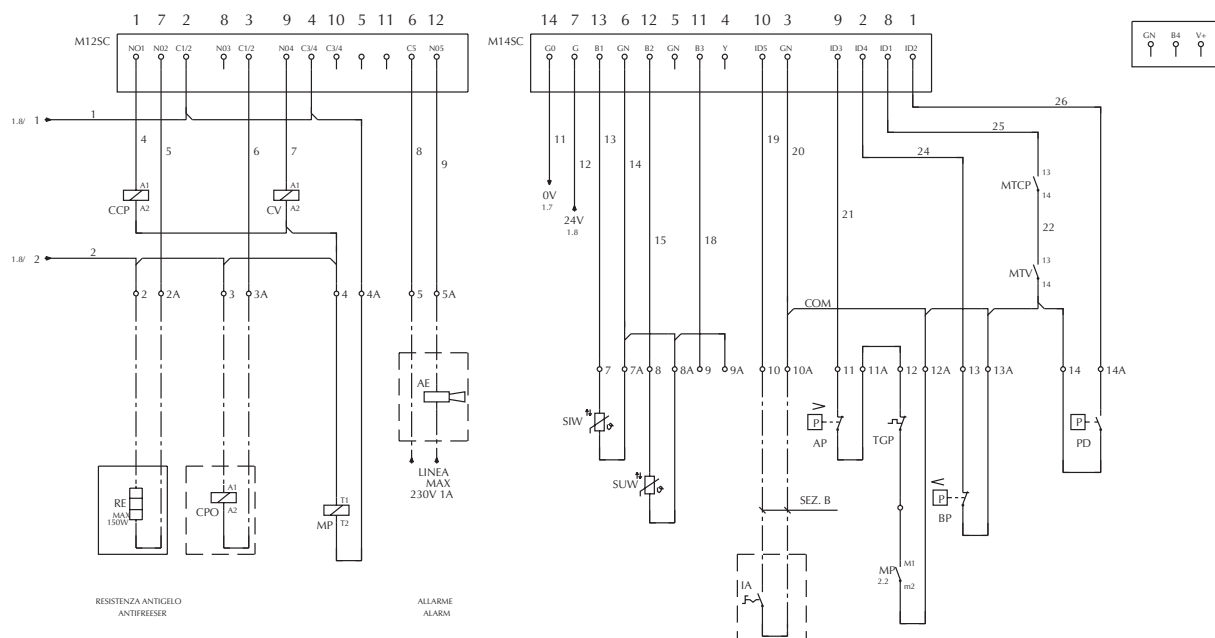 1 7 2 8 3 9 4 10 5 11 6 12
M12SC
NO1 N02 C1/2 N03 C1/2 N04 C3/4 C3/4 C5 N05
14 7 13 6 12 5 11 4 10 3 9 2 8 1
M14SC
G0 G B1 GN B2 GN B3 Y ID5 GN ID3 ID4 ID1 ID2
GN B4 V+
1.8/ 1
1
26
25
4 5 6 7 8 9
11 12 13 14 19 20 24
CCP A1 A2
CV A1 A2
0V
1.7
24V
1.8
13
MTCP
14
21
22
15
18
1.8/ 2
2
13
MTV
14
COM
2 2A 3 3A 4 4A 5 5A
7 7A 8 8A 9 9A 10 10A 11 11A 12 12A 13 13A 14 14A
AE
SIW
P
AP
TGP
P
PD
LINEA
MAX
230V 1A
SUW
RE
MAX
150W
CPO A1 A2
MP T1 T2
SEZ. B
P
BP
IA
MP
2.2
M1
m2
RESISTENZA ANTIGELO
ANTIFREESER
ALLARME
ALARM